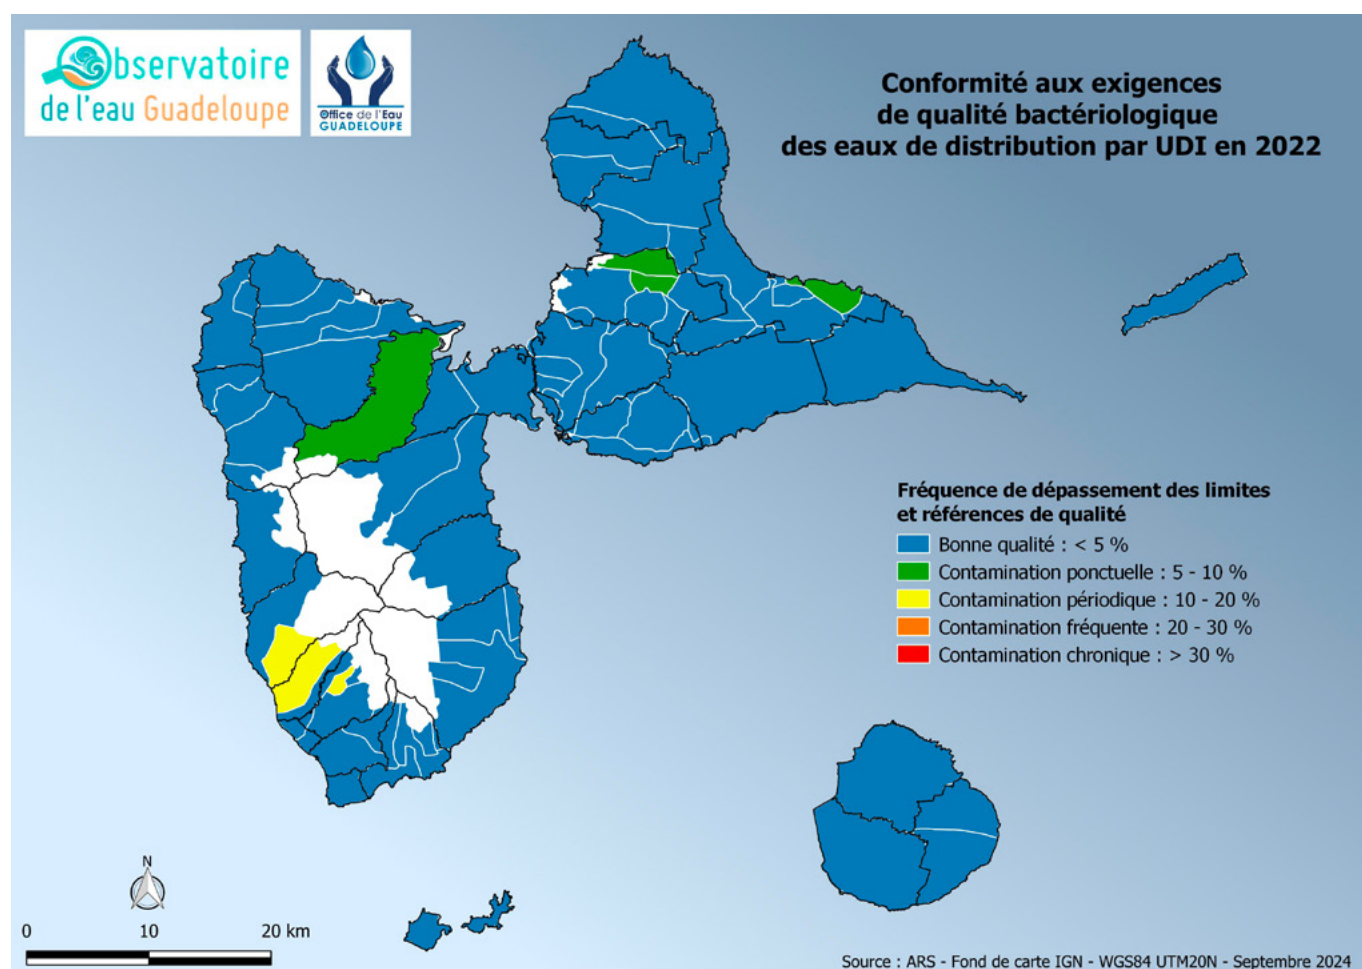 Observatoire
de l'eau Guadeloupe
Office de l'Eau
GUADELOUPE
Conformité aux exigences
de qualité bactériologique
des eaux de distribution par UDI en 2022
Fréquence de dépassement des limites
et références de qualité
Bonne qualité : < 5 %
Contamination ponctuelle : 5 - 10 %
Contamination périodique : 10 - 20 %
Contamination fréquente : 20 - 30 %
Contamination chronique : > 30 %
N
0 10 20 km
Source : ARS - Fond de carte IGN - WGS84 UTM20N - Septembre 2024